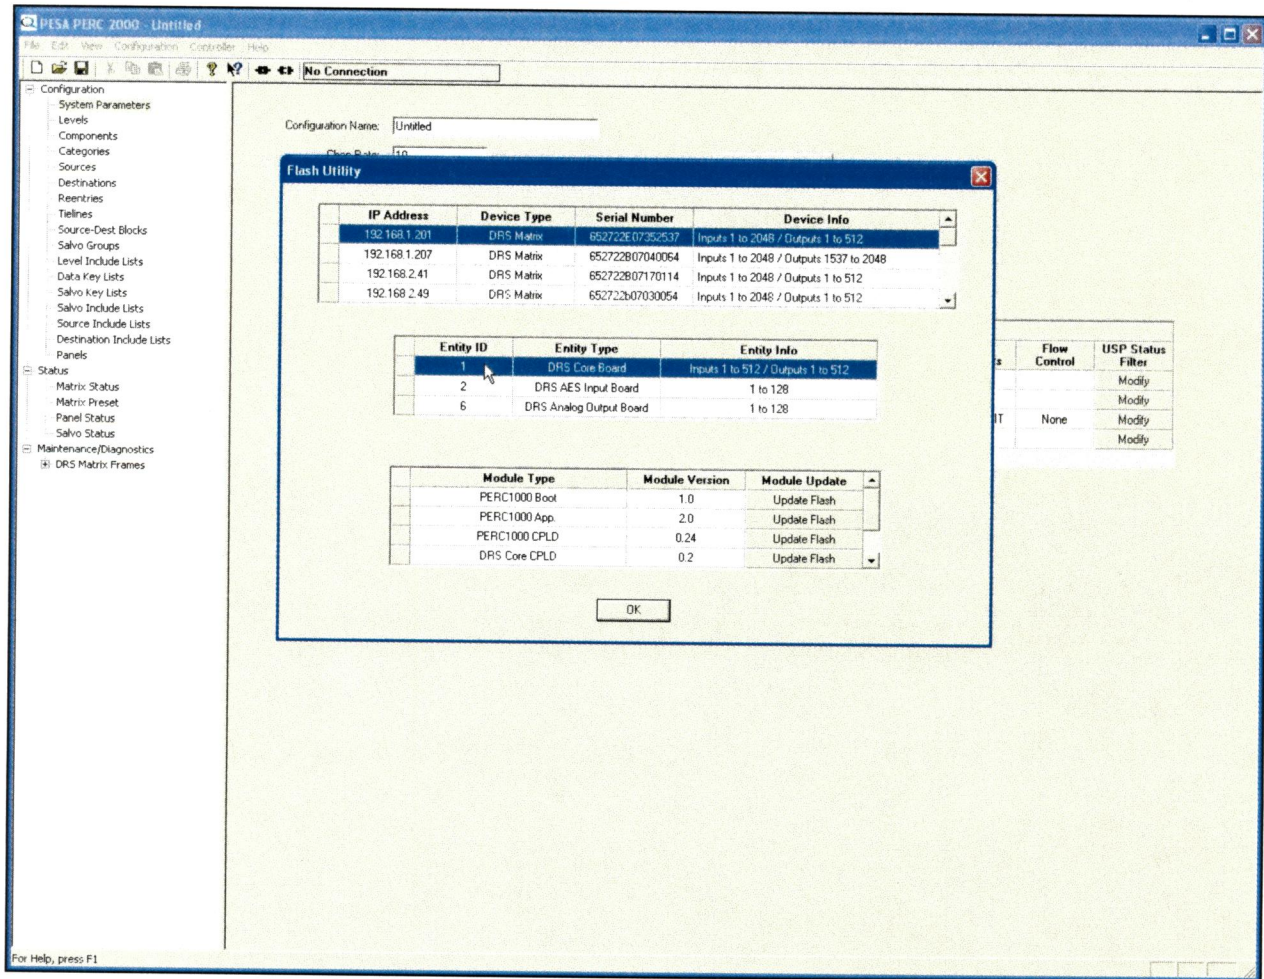 PESA PERC 2000 - Untitled
File Edit View Configuration Controller Help
No Connection
Configuration
System Parameters
Levels
Components
Categories
Sources
Destinations
Reentries
Tielines
Source-Dest Blocks
Salvo Groups
Level Include Lists
Data Key Lists
Salvo Key Lists
Salvo Include Lists
Source Include Lists
Destination Include Lists
Panels
Status
Matrix Status
Matrix Preset
Panel Status
Salvo Status
Maintenance/Diagnostics
DRS Matrix Frames
Configuration Name: Untitled
Chop Rate: 10
Flash Utility
IP Address Device Type Serial Number Device Info
192.168.1.201 DRS Matrix 652722E07352537 Inputs 1 to 2048 / Outputs 1 to 512
192.168.1.207 DRS Matrix 652722B07040064 Inputs 1 to 2048 / Outputs 1537 to 2048
192.168.2.41 DRS Matrix 652722B07170114 Inputs 1 to 2048 / Outputs 1 to 512
192.168.2.49 DRS Matrix 652722b07030054 Inputs 1 to 2048 / Outputs 1 to 512
Entity ID Entity Type Entity Info
1 DRS Core Board Inputs 1 to 512 / Outputs 1 to 512
2 DRS AES Input Board 1 to 128
6 DRS Analog Output Board 1 to 128
s Flow Control USP Status Filter
Modify
Modify
IT None Modify
Modify
Module Type Module Version Module Update
PERC1000 Boot 1.0 Update Flash
PERC1000 App. 2.0 Update Flash
PERC1000 CPLD 0.24 Update Flash
DRS Core CPLD 0.2 Update Flash
OK
For Help, press F1